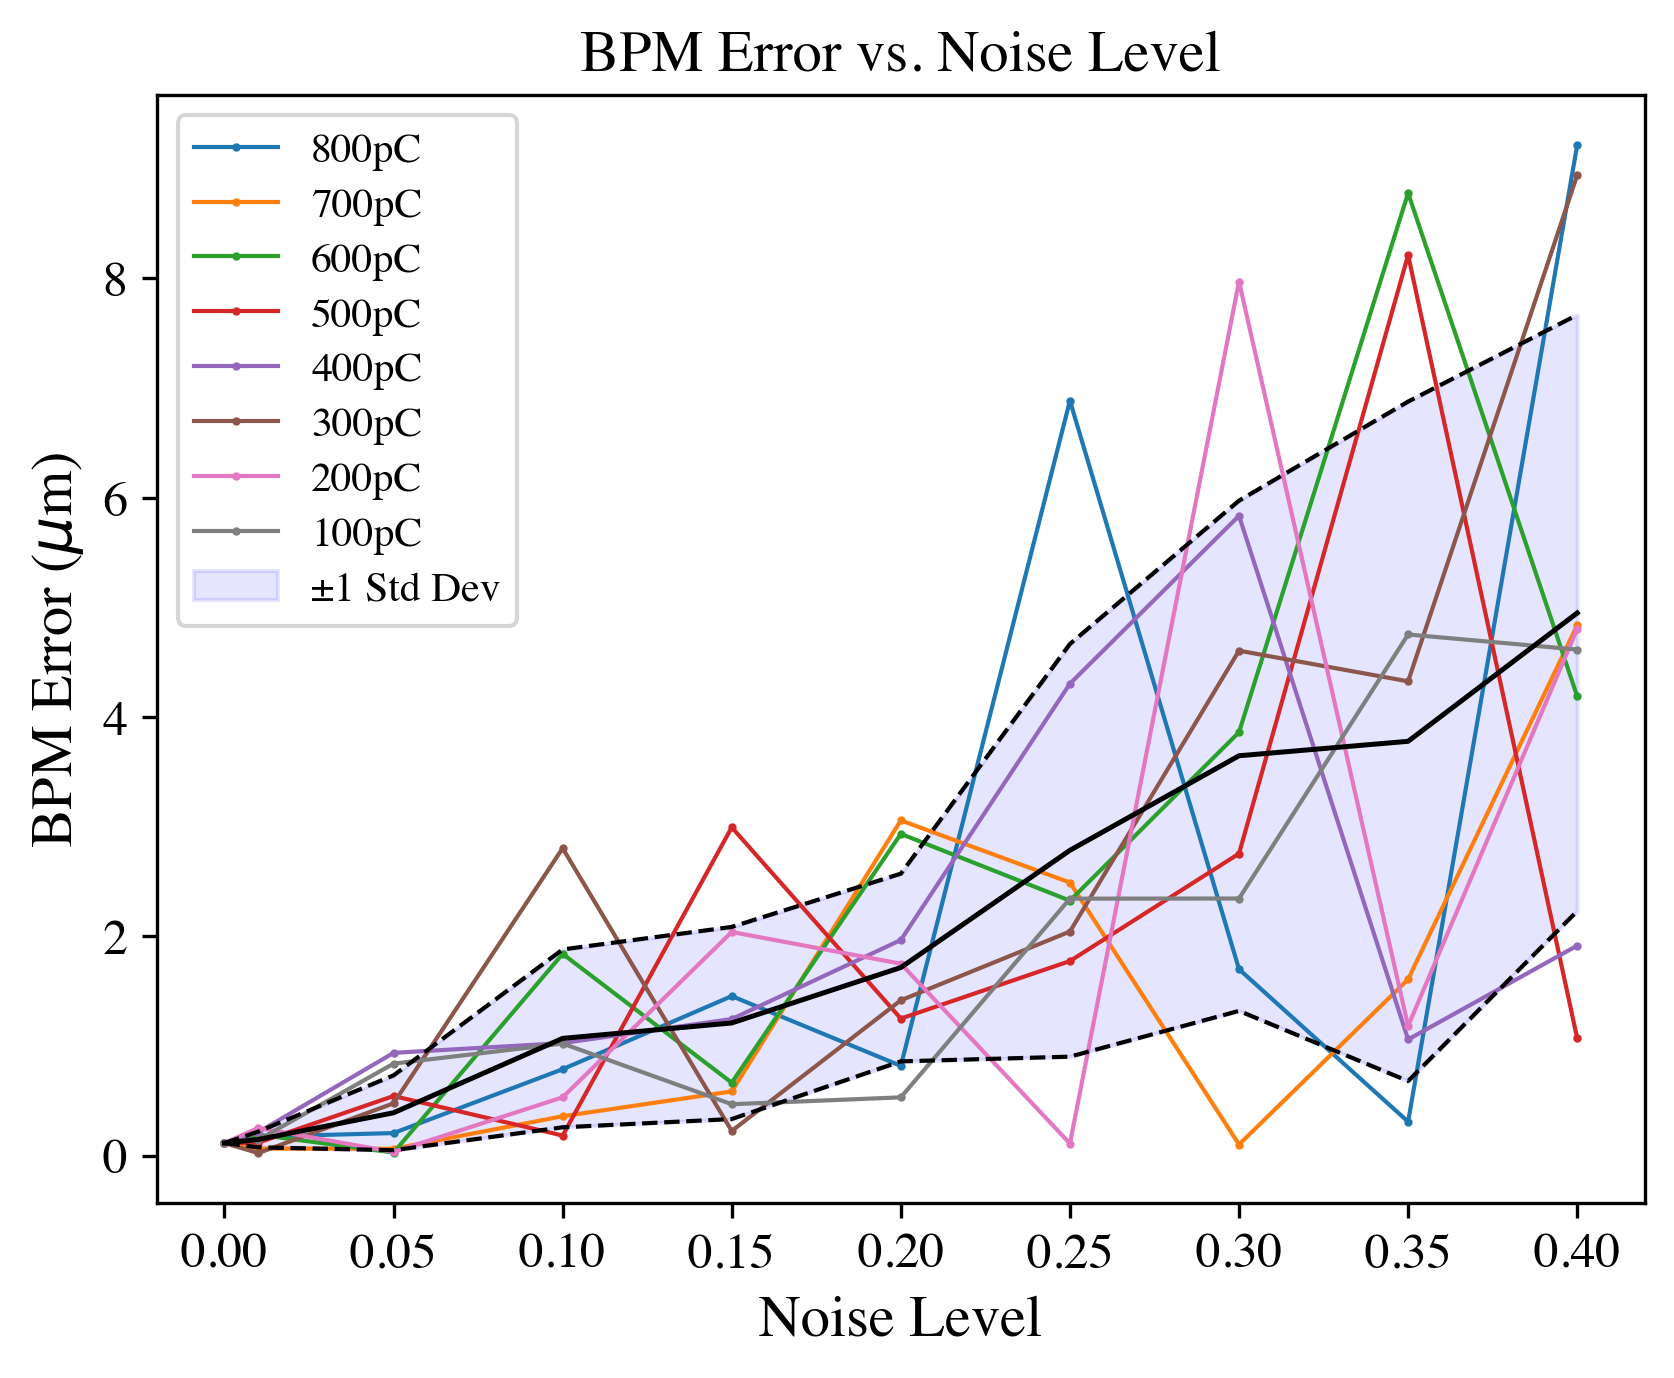 BPM Error vs. Noise Level
800pC
700pC
600pC
500pC
400pC
300pC
200pC
100pC
±1 Std Dev
BPM Error (μm)
8
6
4
2
0
0.00 0.05 0.10 0.15 0.20 0.25 0.30 0.35 0.40
Noise Level